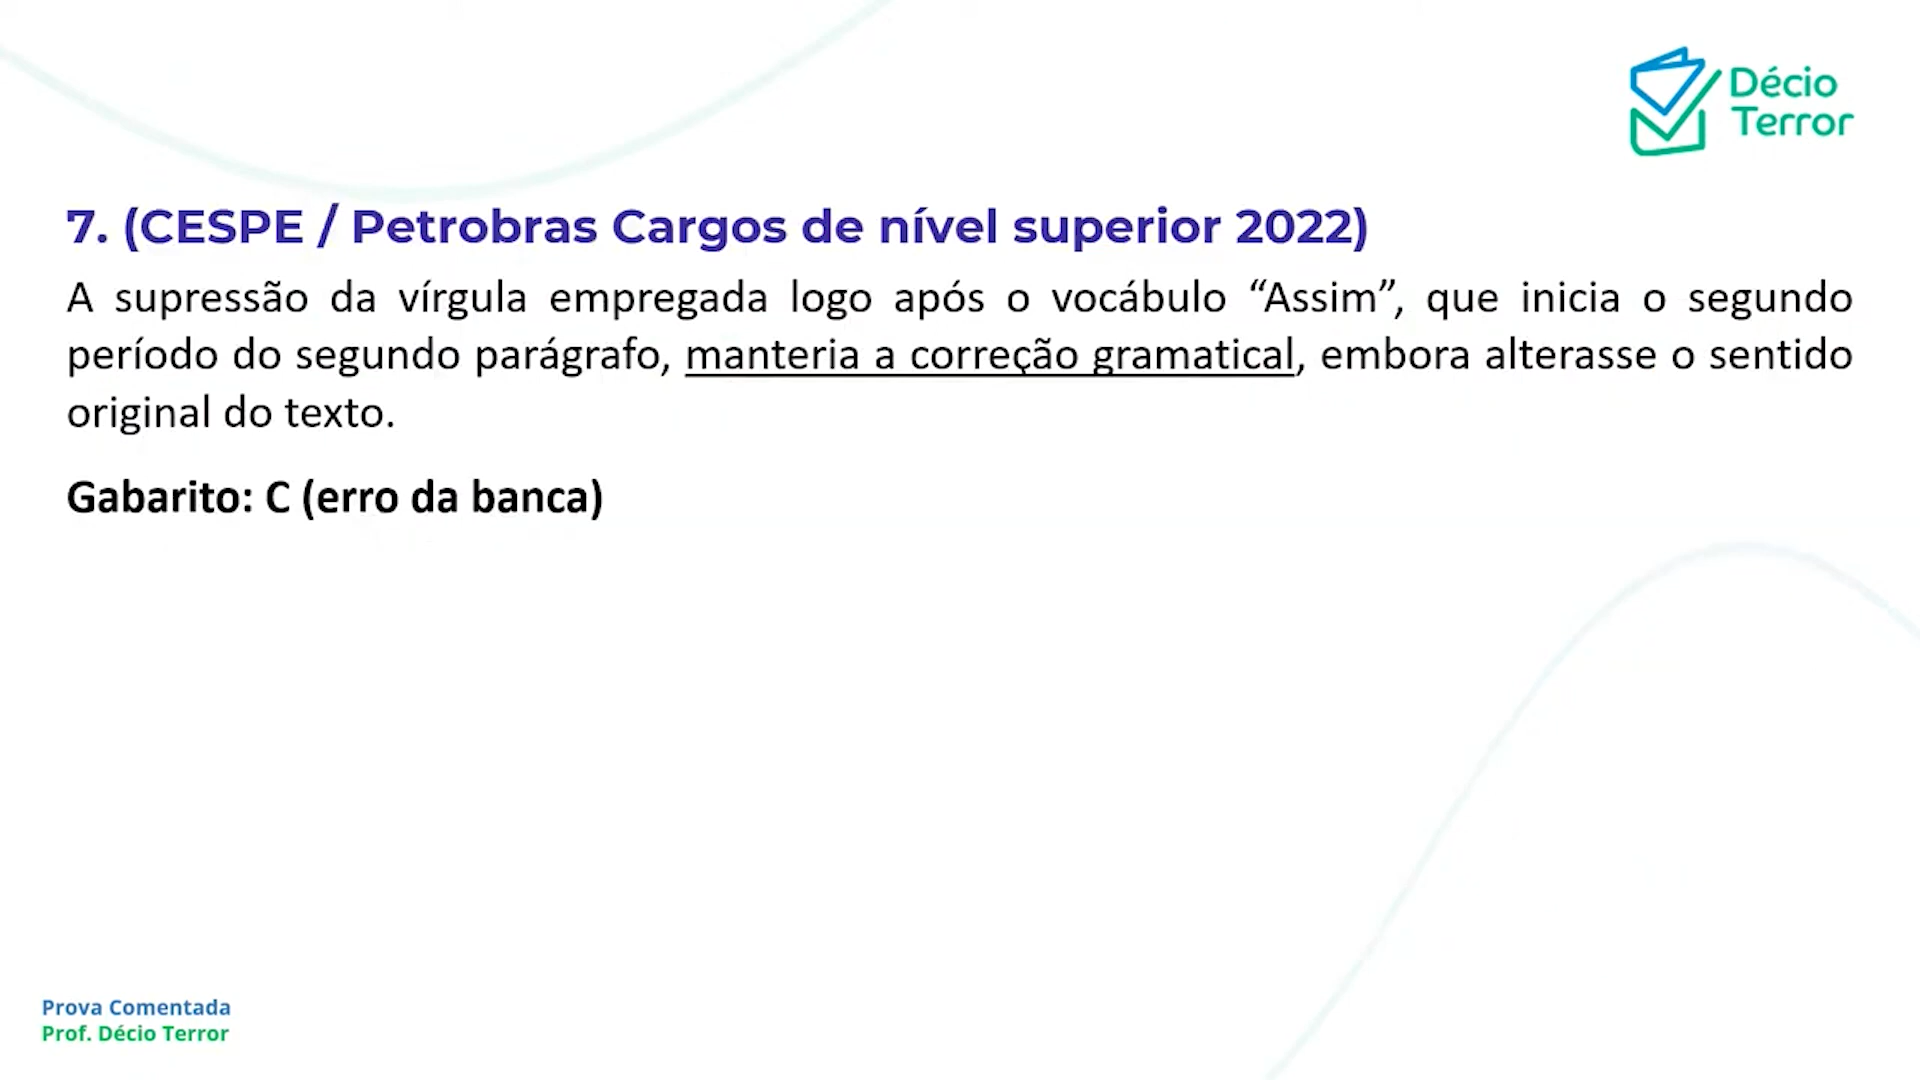 Décio
Terror
7. (CESPE / Petrobras Cargos de nível superior 2022)
A supressão da vírgula empregada logo após o vocábulo “Assim”, que inicia o segundo
período do segundo parágrafo, manteria a correção gramatical, embora alterasse o sentido
original do texto.
Gabarito: C (erro da banca)
Prova Comentada
Prof. Décio Terror